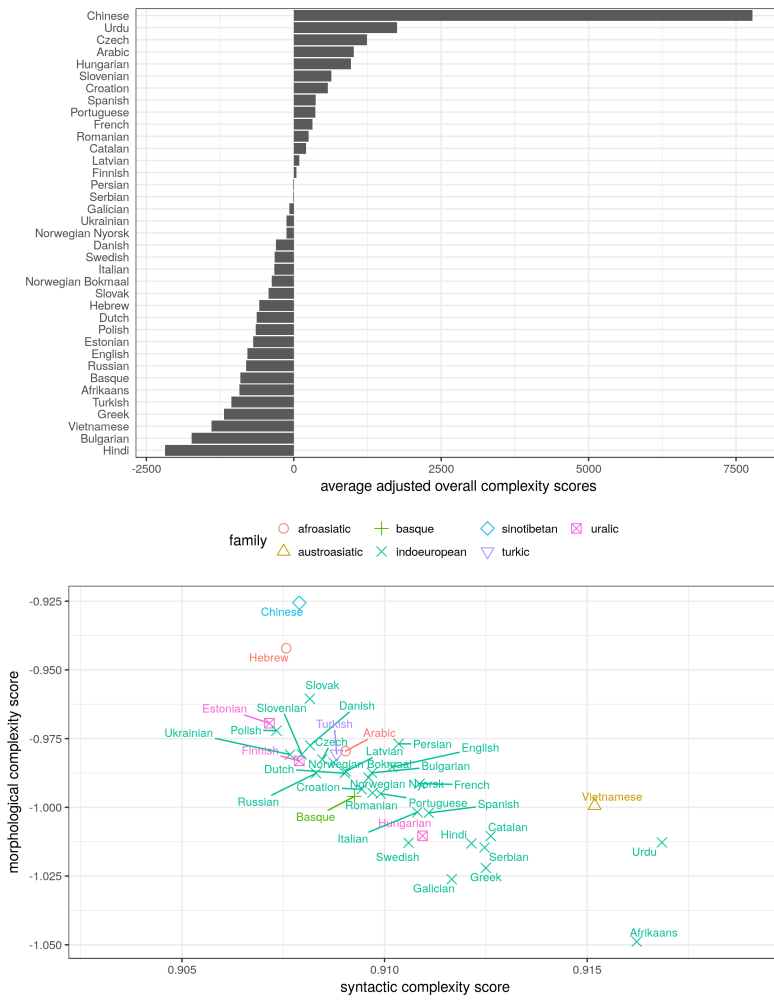 Chinese
Urdu
Czech
Arabic
Hungarian
Slovenian
Croation
Spanish
Portuguese
French
Romanian
Catalan
Latvian
Finnish
Persian
Serbian
Galician
Ukrainian
Norwegian Nyorsk
Danish
Swedish
Italian
Norwegian Bokmaal
Slovak
Hebrew
Dutch
Polish
Estonian
English
Russian
Basque
Afrikaans
Turkish
Greek
Vietnamese
Bulgarian
Hindi
-2500 0 2500 5000 7500
average adjusted overall complexity scores
family
afroasiatic basque sinotibetan uralic
austroasiatic indoeuropean turkic
morphological complexity score
-0.925
-0.950
-0.975
-1.000
-1.025
-1.050
Chinese
Hebrew
Slovak
Estonian Slovenian Danish
Turkish
Ukrainian Polish Arabic
Czech Persian
Finnish Latvian English
Dutch Norwegian Bokmaal Bulgarian
Croation Norwegian Nyorsk French
Russian Romanian Portuguese Spanish
Vietnamese
Basque Hungarian
Italian Hindi Catalan
Swedish Serbian Urdu
Galician Greek
Afrikaans
0.905 0.910 0.915
syntactic complexity score